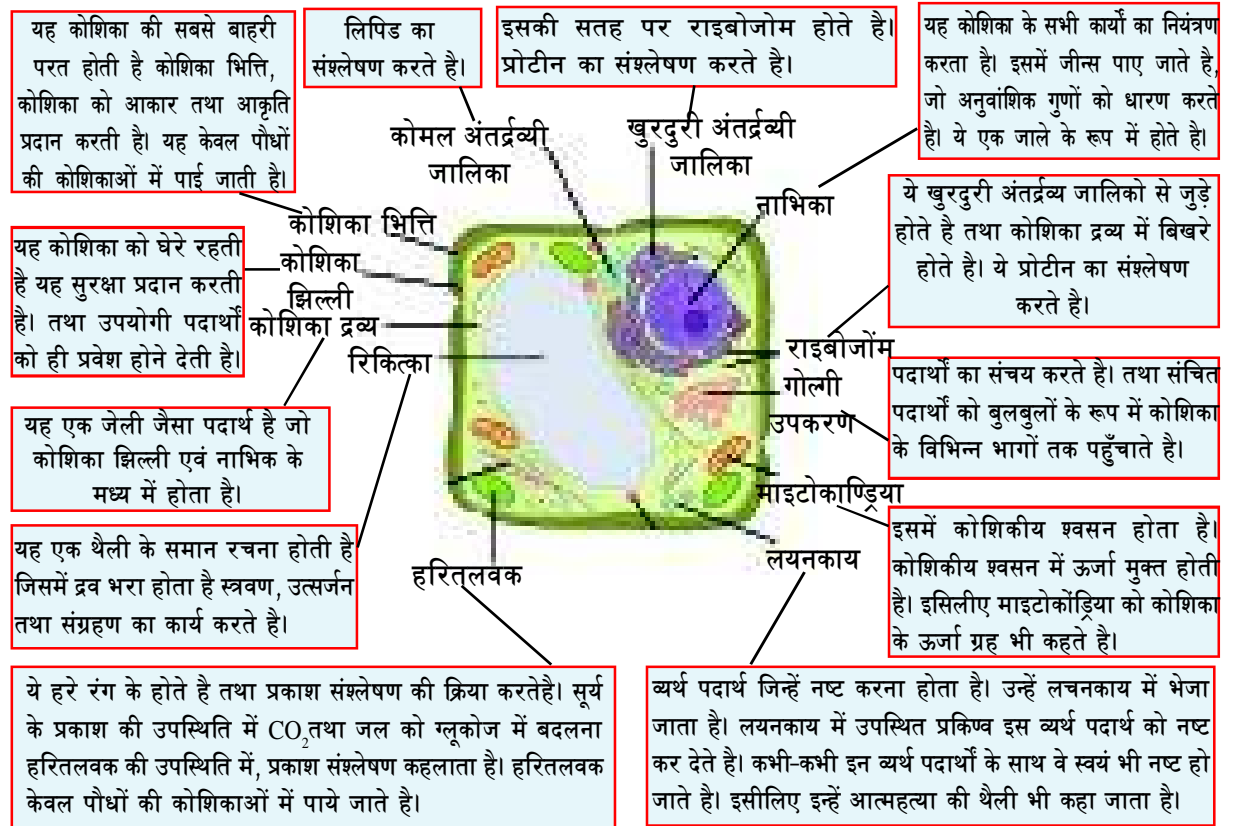 यह कोशिका की सबसे बाहरी
परत होती है कोशिका भित्ति,
कोशिका को आकार तथा आकृति
प्रदान करती है। यह केवल पौधों
की कोशिकाओं में पाई जाती है।
लिपिड का
संश्लेषण करते है।
इसकी सतह पर राइबोजोम होते है।
प्रोटीन का संश्लेषण करते है।
यह कोशिका के सभी कार्यों का नियंत्रण
करता है। इसमें जीन्स पाए जाते है,
जो अनुवांशिक गुणों को धारण करते
है। ये एक जाले के रूप में होते है।
कोमल अंतर्द्रव्यी
जालिका
खुरदुरी अंतर्द्रव्यी
जालिका
नाभिका
ये खुरदुरी अंतर्द्रव्य जालिको से जुड़े
होते है तथा कोशिका द्रव्य में बिखरे
होते है। ये प्रोटीन का संश्लेषण
करते है।
कोशिका भित्ति
यह कोशिका को घेरे रहती
है यह सुरक्षा प्रदान करती
है। तथा उपयोगी पदार्थों
को ही प्रवेश होने देती है।
कोशिका
झिल्ली
कोशिका द्रव्य
रिकित्का
राइबोजोंम
गोल्गी
उपकरण
पदार्थों का संचय करते है। तथा संचित
पदार्थों को बुलबुलों के रूप में कोशिका
के विभिन्न भागों तक पहुँचाते है।
यह एक जेली जैसा पदार्थ है जो
कोशिका झिल्ली एवं नाभिक के
मध्य में होता है।
माइटोकाण्ड्रिया
इसमें कोशिकीय श्वसन होता है।
कोशिकीय श्वसन में ऊर्जा मुक्त होती
है। इसिलीए माइटोकोंड्रिया को कोशिका
के ऊर्जा ग्रह भी कहते है।
यह एक थैली के समान रचना होती है
जिसमें द्रव भरा होता है स्त्रवण, उत्सर्जन
तथा संग्रहण का कार्य करते है।
हरितलवक
लयनकाय
ये हरे रंग के होते है तथा प्रकाश संश्लेषण की क्रिया करतेहै। सूर्य
के प्रकाश की उपस्थिति में CO₂तथा जल को ग्लूकोज में बदलना
हरितलवक की उपस्थिति में, प्रकाश संश्लेषण कहलाता है। हरितलवक
केवल पौधों की कोशिकाओं में पाये जाते है।
व्यर्थ पदार्थ जिन्हें नष्ट करना होता है। उन्हें लचनकाय में भेजा
जाता है। लयनकाय में उपस्थित प्रकिण्व इस व्यर्थ पदार्थ को नष्ट
कर देते है। कभी-कभी इन व्यर्थ पदार्थों के साथ वे स्वयं भी नष्ट हो
जाते है। इसीलिए इन्हें आत्महत्या की थैली भी कहा जाता है।